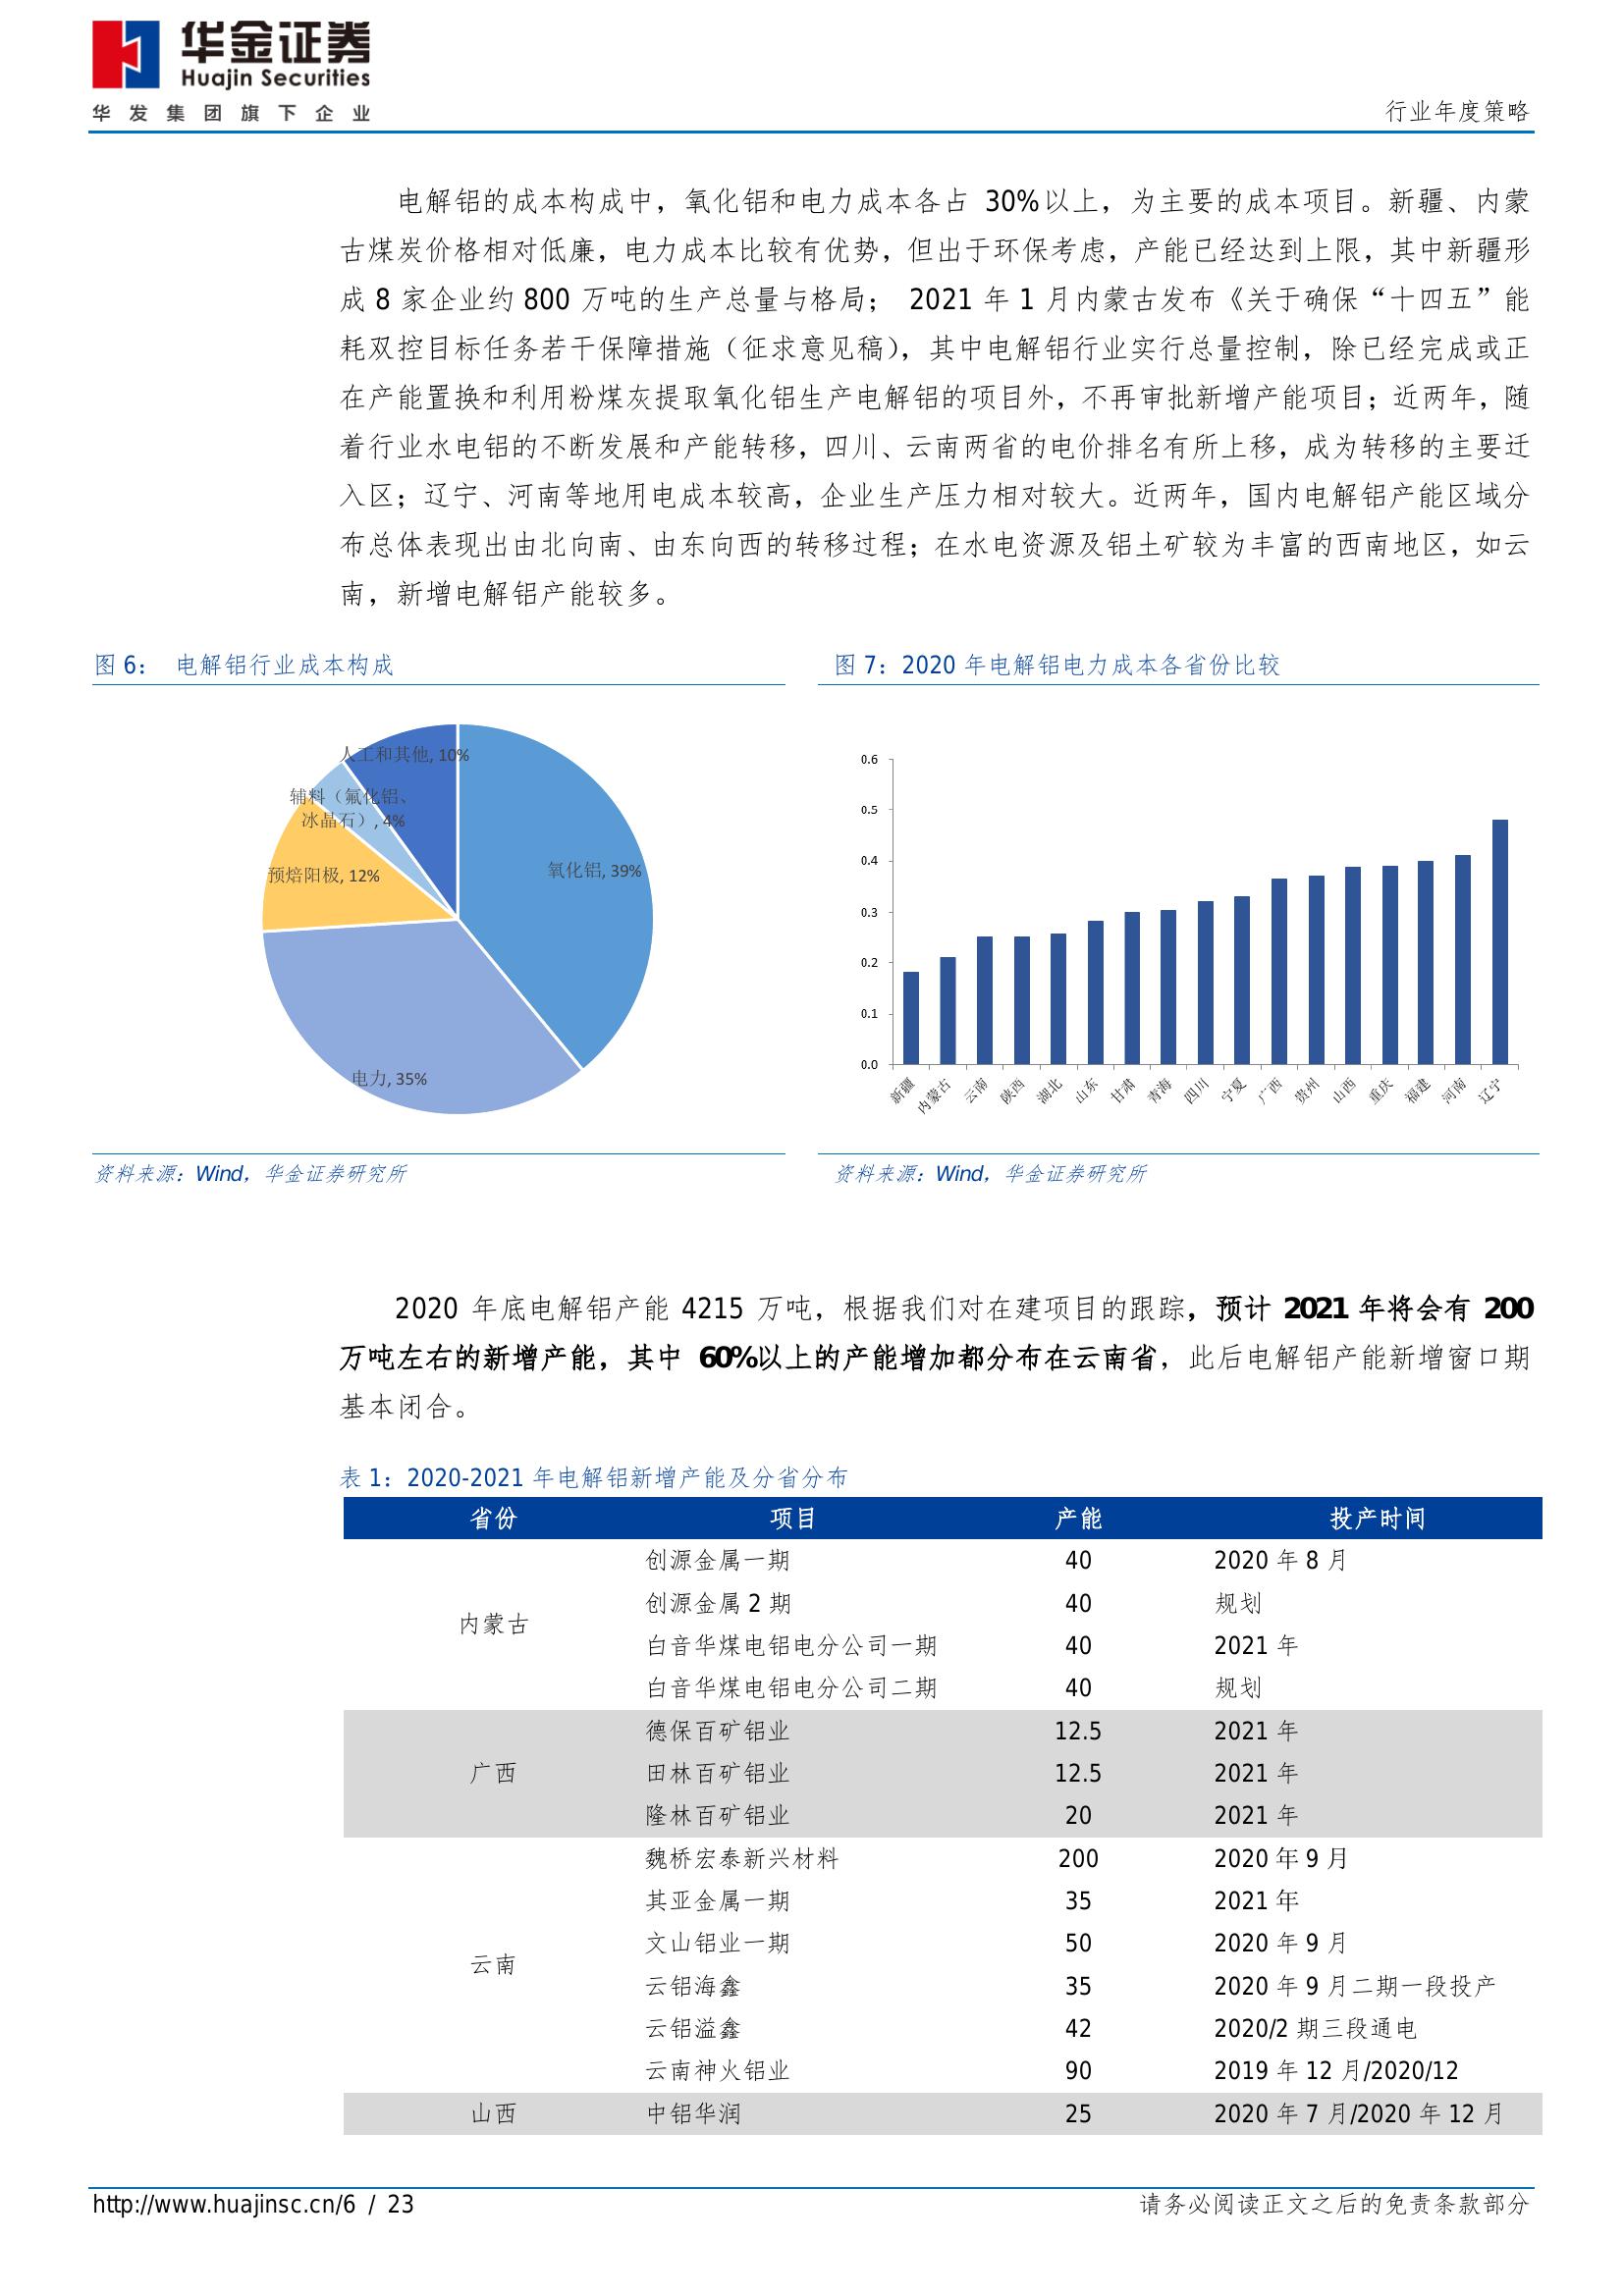 华金证券
Huajin Securities
华发集团旗下企业
行业年度策略
电解铝的成本构成中，氧化铝和电力成本各占 30%以上，为主要的成本项目。新疆、内蒙
古煤炭价格相对低廉，电力成本比较有优势，但出于环保考虑，产能已经达到上限，其中新疆形
成 8 家企业约 800 万吨的生产总量与格局； 2021 年 1 月内蒙古发布《关于确保“十四五”能
耗双控目标任务若干保障措施（征求意见稿），其中电解铝行业实行总量控制，除已经完成或正
在产能置换和利用粉煤灰提取氧化铝生产电解铝的项目外，不再审批新增产能项目；近两年，随
着行业水电铝的不断发展和产能转移，四川、云南两省的电价排名有所上移，成为转移的主要迁
入区；辽宁、河南等地用电成本较高，企业生产压力相对较大。近两年，国内电解铝产能区域分
布总体表现出由北向南、由东向西的转移过程；在水电资源及铝土矿较为丰富的西南地区，如云
南，新增电解铝产能较多。
图 6： 电解铝行业成本构成
人工和其他, 10%
辅料（氟化铝、
冰晶石）, 4%
预焙阳极, 12%
氧化铝, 39%
电力, 35%
资料来源：Wind，华金证券研究所
图 7：2020 年电解铝电力成本各省份比较
0.6
0.5
0.4
0.3
0.2
0.1
0.0
新疆 内蒙古 云南 陕西 湖北 山东 甘肃 青海 四川 宁夏 广西 贵州 山西 重庆 福建 河南 辽宁
资料来源：Wind，华金证券研究所
2020 年底电解铝产能 4215 万吨，根据我们对在建项目的跟踪，预计 2021 年将会有 200
万吨左右的新增产能，其中 60%以上的产能增加都分布在云南省，此后电解铝产能新增窗口期
基本闭合。
表 1：2020-2021 年电解铝新增产能及分省分布
省份 项目 产能 投产时间
内蒙古
创源金属一期 40 2020 年 8 月
创源金属 2 期 40 规划
白音华煤电铝电分公司一期 40 2021 年
白音华煤电铝电分公司二期 40 规划
广西
德保百矿铝业 12.5 2021 年
田林百矿铝业 12.5 2021 年
隆林百矿铝业 20 2021 年
云南
魏桥宏泰新兴材料 200 2020 年 9 月
其亚金属一期 35 2021 年
文山铝业一期 50 2020 年 9 月
云铝海鑫 35 2020 年 9 月二期一段投产
云铝溢鑫 42 2020/2 期三段通电
云南神火铝业 90 2019 年 12 月/2020/12
山西 中铝华润 25 2020 年 7 月/2020 年 12 月
http://www.huajinsc.cn/6 / 23
请务必阅读正文之后的免责条款部分